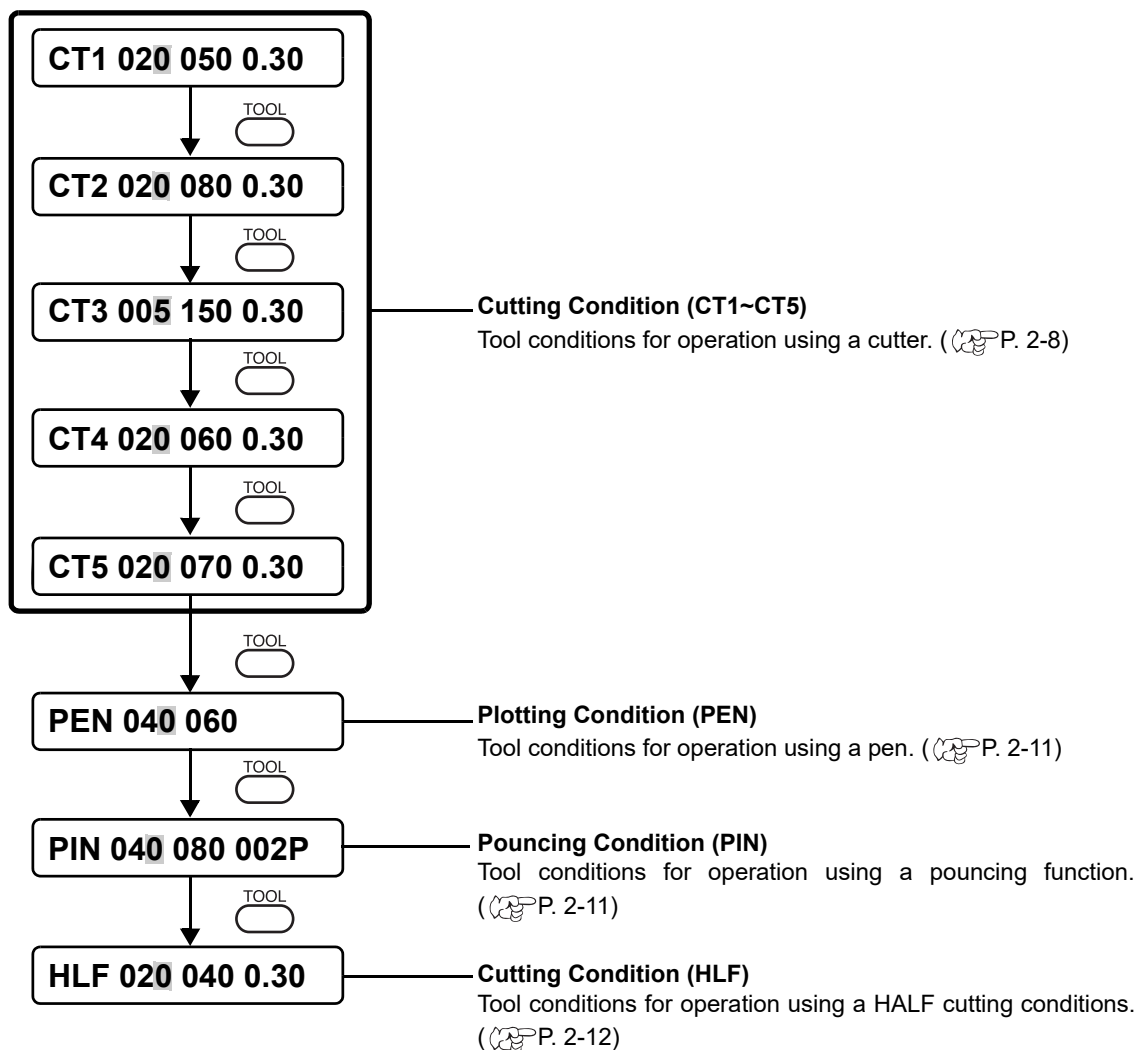 CT1 020 050 0.30
TOOL
CT2 020 080 0.30
TOOL
CT3 005 150 0.30
Cutting Condition (CT1~CT5)
Tool conditions for operation using a cutter. ( P. 2-8)
TOOL
CT4 020 060 0.30
TOOL
CT5 020 070 0.30
TOOL
PEN 040 060
Plotting Condition (PEN)
Tool conditions for operation using a pen. ( P. 2-11)
TOOL
PIN 040 080 002P
Pouncing Condition (PIN)
Tool conditions for operation using a pouncing function.
( P. 2-11)
TOOL
HLF 020 040 0.30
Cutting Condition (HLF)
Tool conditions for operation using a HALF cutting conditions.
( P. 2-12)